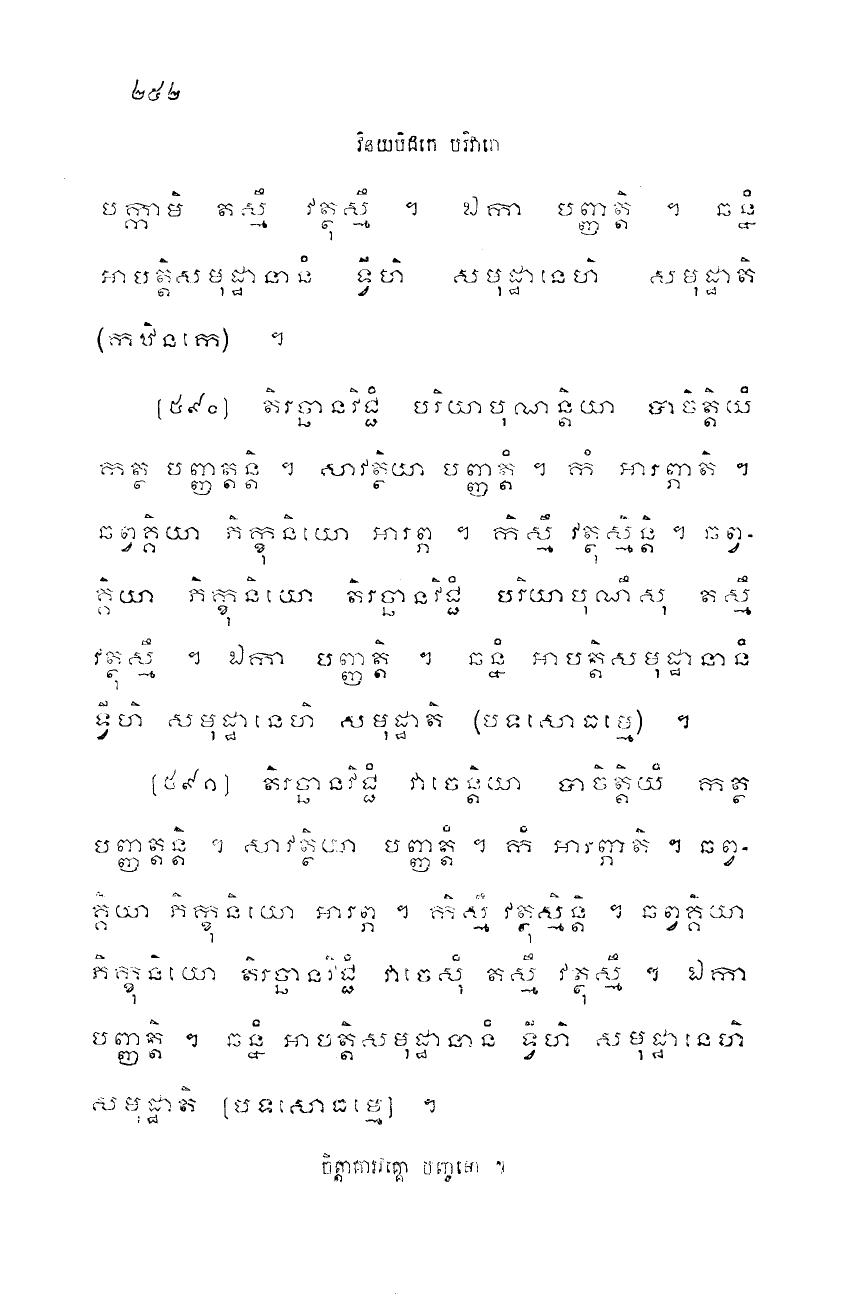 ២៥២
វិនយបិដកេ បរិវារោ
បក្កាមិ តស្មឹ វត្ថុស្មឹ ។ ឯកា បញ្ញត្តិ ។ ឆន្នំ
អាបត្តិសមុដ្ឋានានំ ទ្វីហិ សមុដ្ឋានេហិ សមុដ្ឋាតិ
(កឋិនកេ) ។
[៥៩០] តិរច្ឆានវិជ្ជំ បរិយាបុណន្តិយា បាចិត្តិយំ
កត្ថ បញ្ញត្តន្តិ ។ សាវត្ថិយា បញ្ញត្តំ ។ កំ អារព្ភាតិ ។
ឆព្វគ្គិយា ភិក្ខុនិយោ អារព្ភ ។ កិស្មឹ វត្ថុស្មិន្តិ ។ ឆព្វ-
គ្គិយា ភិក្ខុនិយោ តិរច្ឆានវិជ្ជំ បរិយាបុណឹសុ តស្មឹ
វត្ថុស្មឹ ។ ឯកា បញ្ញត្តិ ។ ឆន្នំ អាបត្តិសមុដ្ឋានានំ
ទ្វីហិ សមុដ្ឋានេហិ សមុដ្ឋាតិ (បទសោធម្មេ) ។
[៥៩១] តិរច្ឆានវិជ្ជំ វាចេន្តិយា បាចិត្តិយំ កត្ថ
បញ្ញត្តន្តិ ។ សាវត្ថិយា បញ្ញត្តំ ។ កំ អារព្ភាតិ ។ ឆព្វ-
គ្គិយា ភិក្ខុនិយោ អារព្ភ ។ កិស្មឹ វត្ថុស្មិន្តិ ។ ឆព្វគ្គិយា
ភិក្ខុនិយោ តិរច្ឆានវិជ្ជំ វាចេសុំ តស្មឹ វត្ថុស្មឹ ។ ឯកា
បញ្ញត្តិ ។ ឆន្នំ អាបត្តិសមុដ្ឋានានំ ទ្វីហិ សមុដ្ឋានេហិ
សមុដ្ឋាតិ [បទសោធម្មេ] ។
ចិត្តាគារវគ្គោ បញ្ចមោ ។